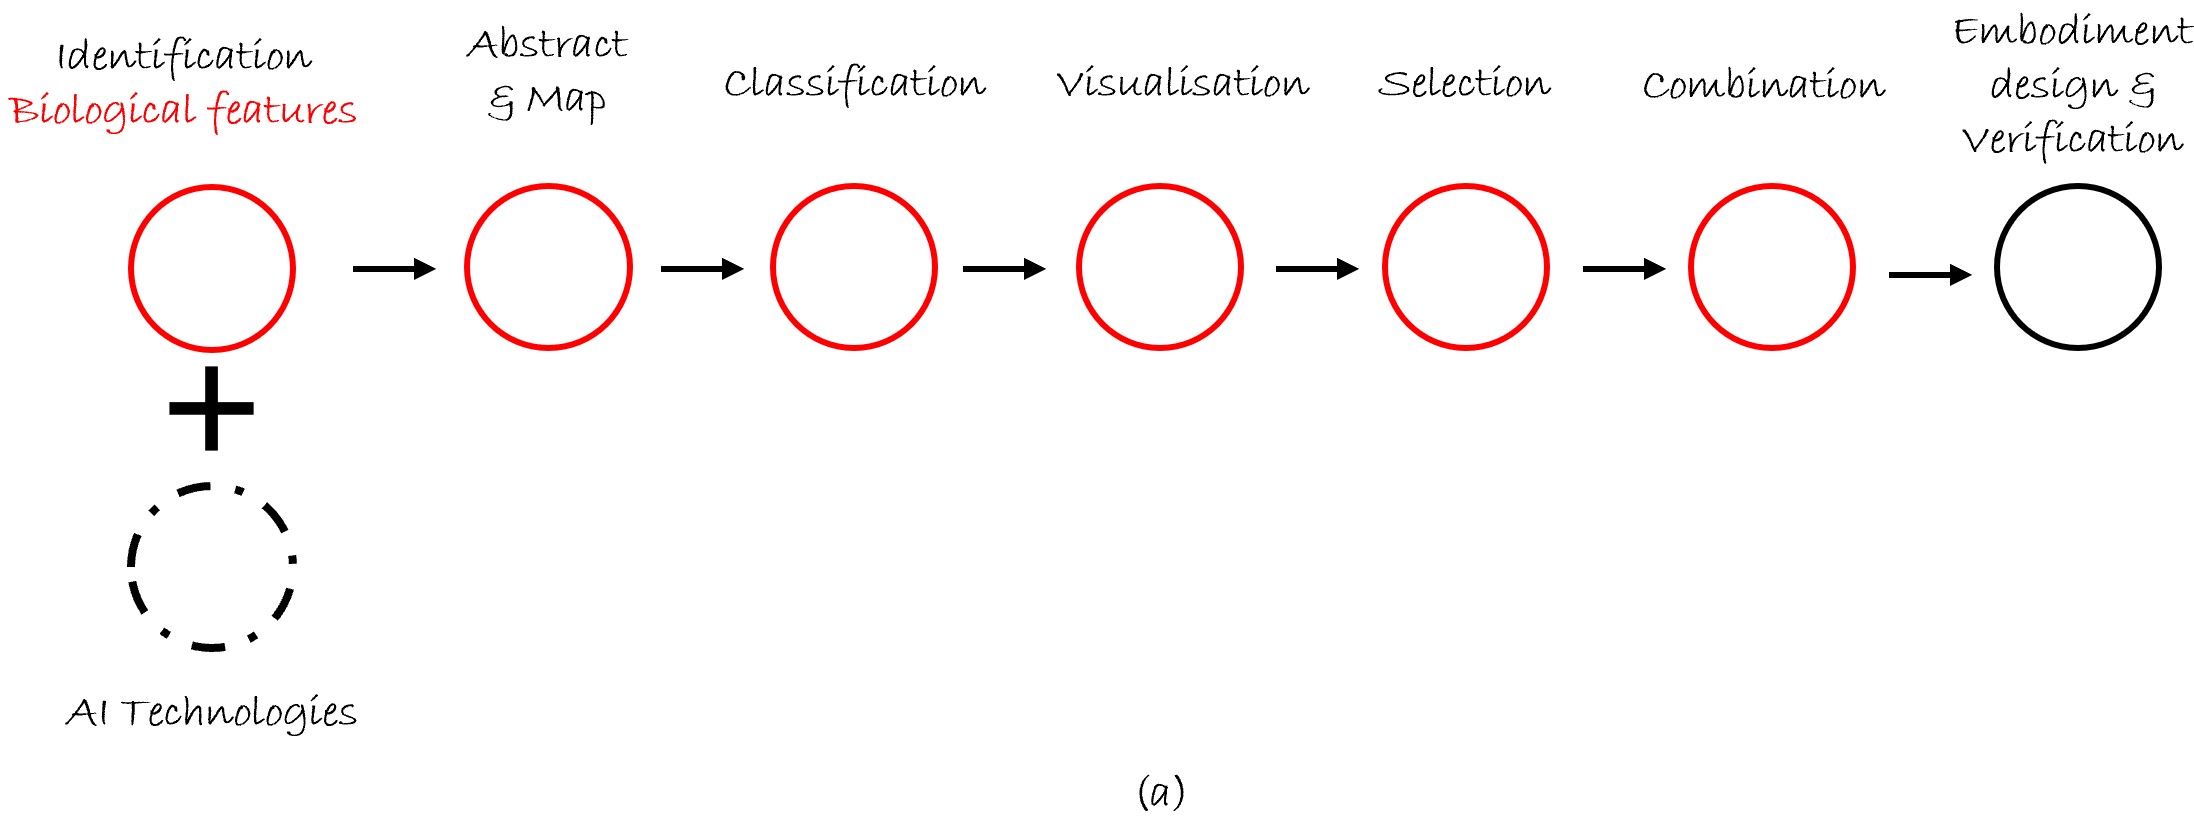 Identification
Biological features
Abstract
& Map
Classification
Visualisation
Selection
Combination
Embodiment
design &
Verification
AI Technologies
(a)